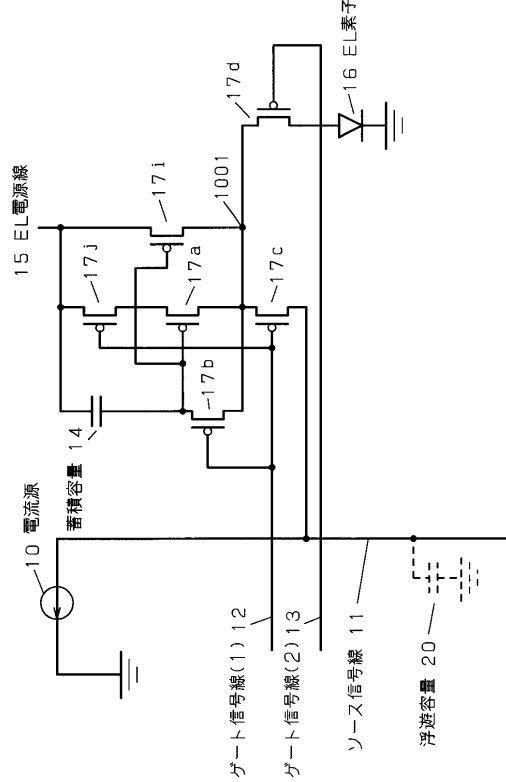 15 EL電源線
17j
17i
17a
1001
17d
17b
17c
16 EL素子
蓄積容量 14
10 電流源
ゲート信号線(1) 12
ゲート信号線(2) 13
ソース信号線 11
浮遊容量 20